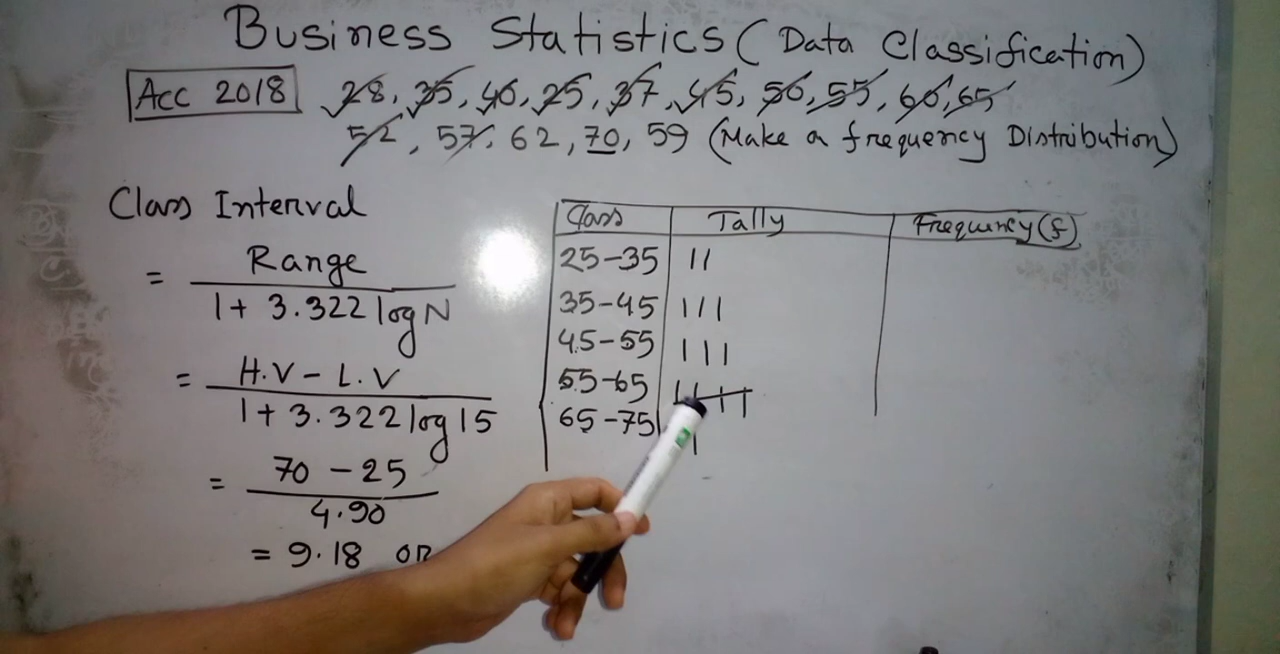 Business Statistics (Data Classification)
Acc 2018 28, 35, 40, 25, 37, 45, 50, 55, 60, 65
52, 57, 62, 70, 59 (Make a frequency Distribution)
Class Interval
= Range
1 + 3.322 log N
= H.V - L.V
1 + 3.322 log 15
= 70 - 25
4.90
= 9.18 OR
Class Tally Frequency (f)
25-35 ||
35-45 |||
45-55 |||
55-65
65-75